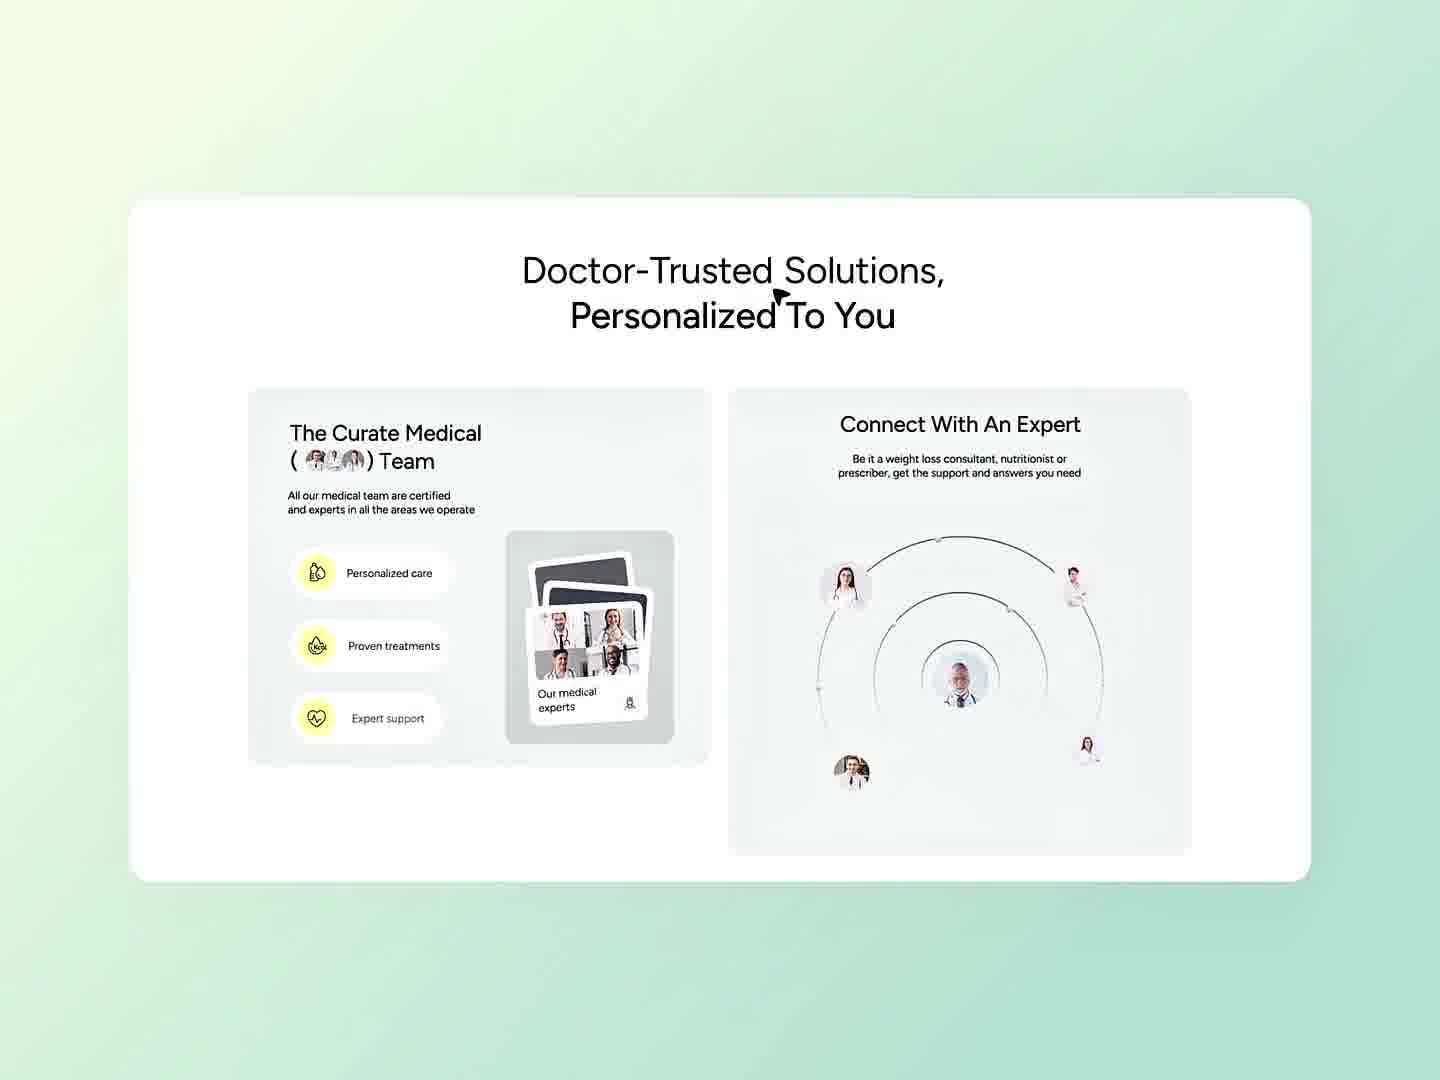 Doctor-Trusted Solutions,
Personalized To You
The Curate Medical
( ) Team
All our medical team are certified
and experts in all the areas we operate
Personalized care
Proven treatments
Expert support
Our medical
experts
Connect With An Expert
Be it a weight loss consultant, nutritionist or
prescriber, get the support and answers you need